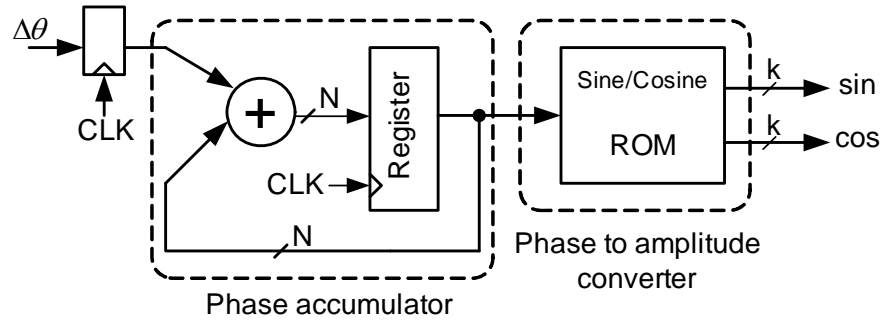 Δθ
CLK
+
N
CLK
Register
N
Phase accumulator
Sine/Cosine
ROM
k
sin
k
cos
Phase to amplitude
converter